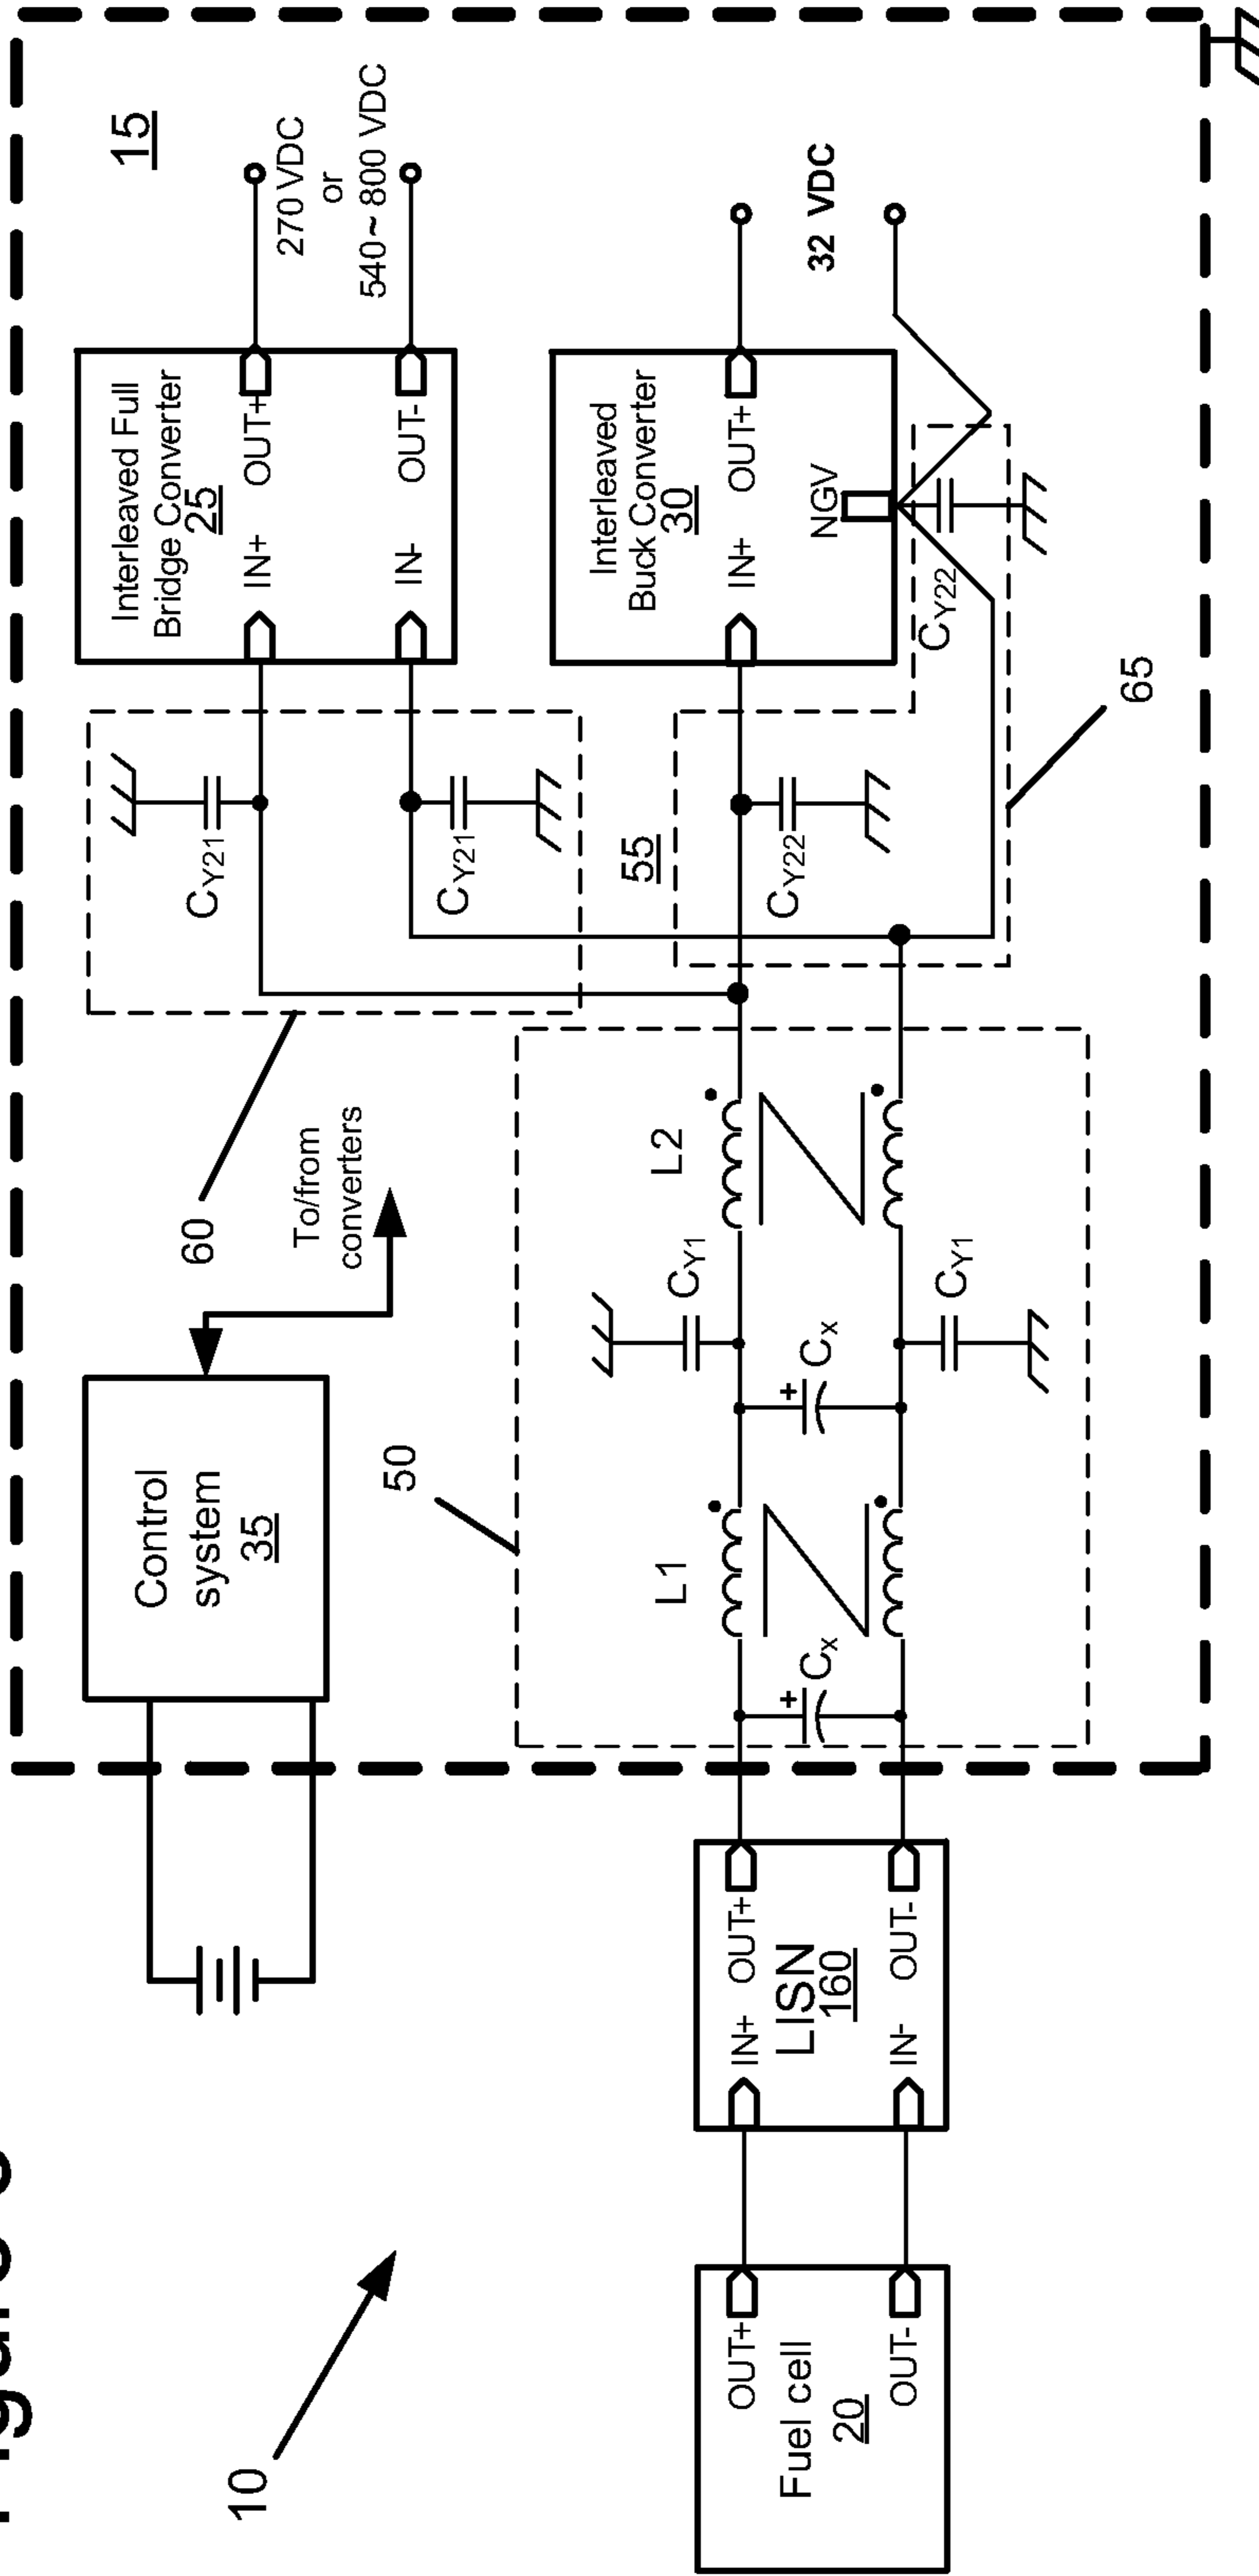 10
Fuel cell
20
OUT+
OUT-
IN+ OUT+
LISN
160
IN- OUT-
Control
system
35
To/from
converters
50
Cx
+
L1
Cx
+
CY1
CY1
L2
60
CY21
CY21
55
CY22
CY22
65
15
Interleaved Full
Bridge Converter
25
IN+ OUT+
IN- OUT-
270 VDC
or
540~ 800 VDC
Interleaved
Buck Converter
30
IN+ OUT+
NGV
32 VDC